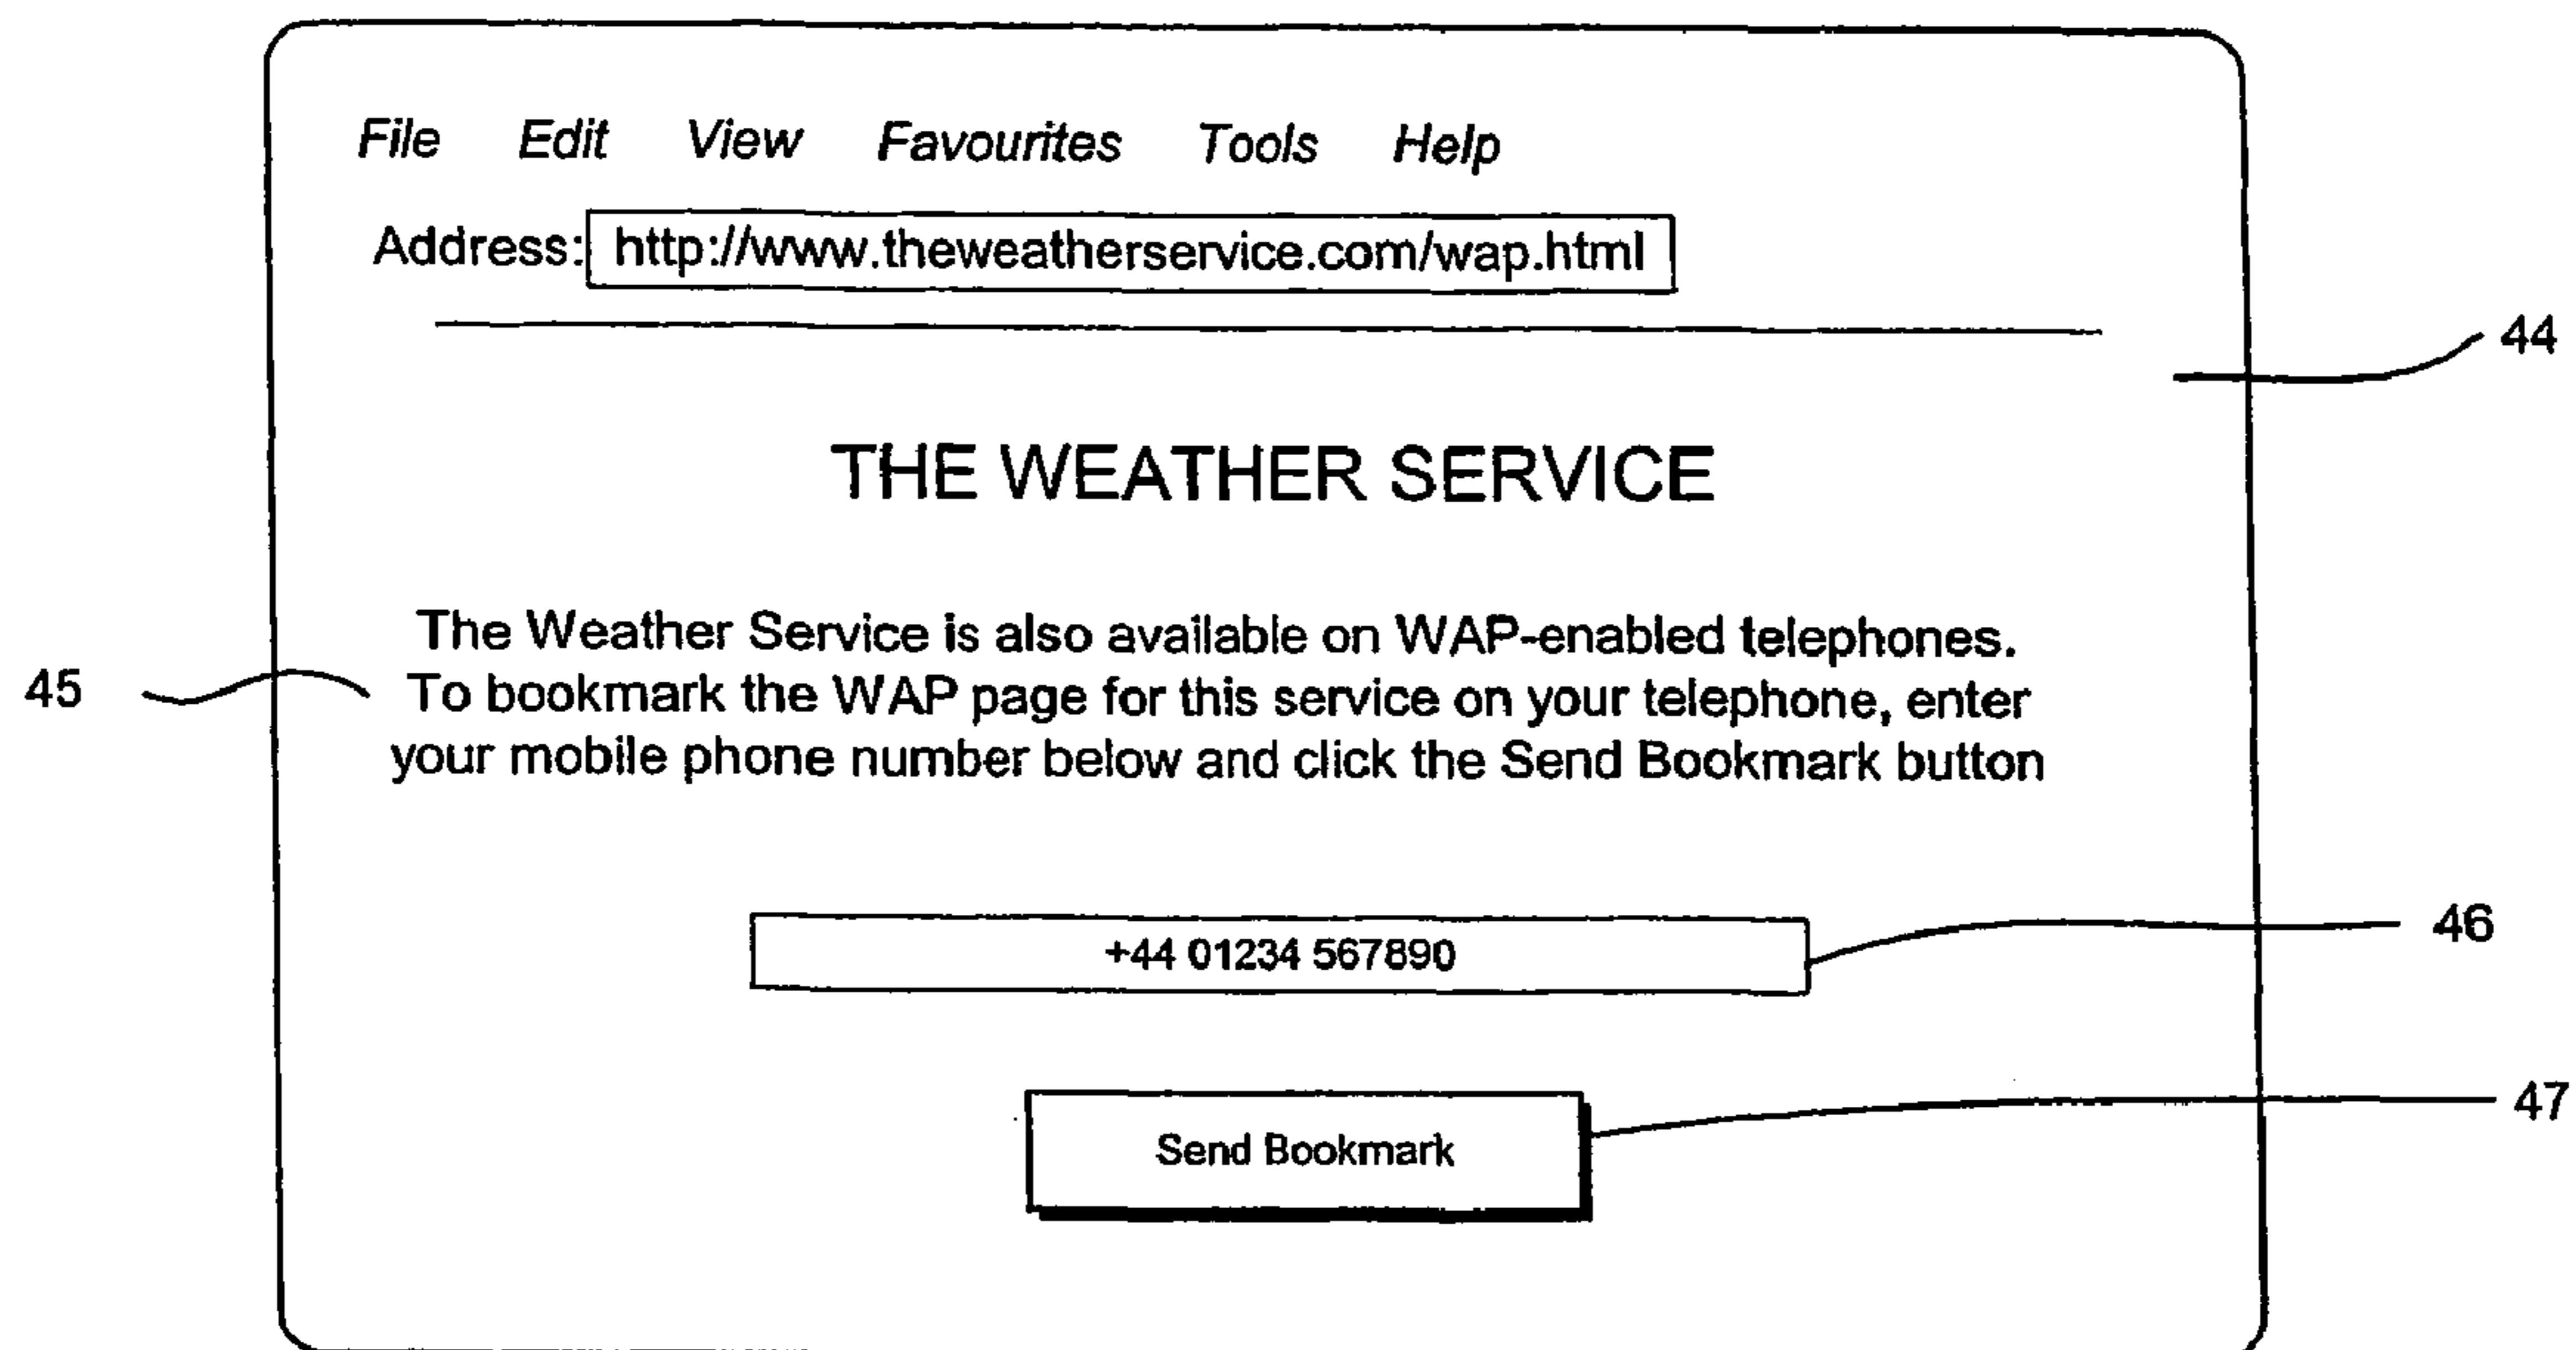 File Edit View Favourites Tools Help
Address: http://www.theweatherservice.com/wap.html
44
THE WEATHER SERVICE
The Weather Service is also available on WAP-enabled telephones.
45
To bookmark the WAP page for this service on your telephone, enter
your mobile phone number below and click the Send Bookmark button
+44 01234 567890
46
Send Bookmark
47